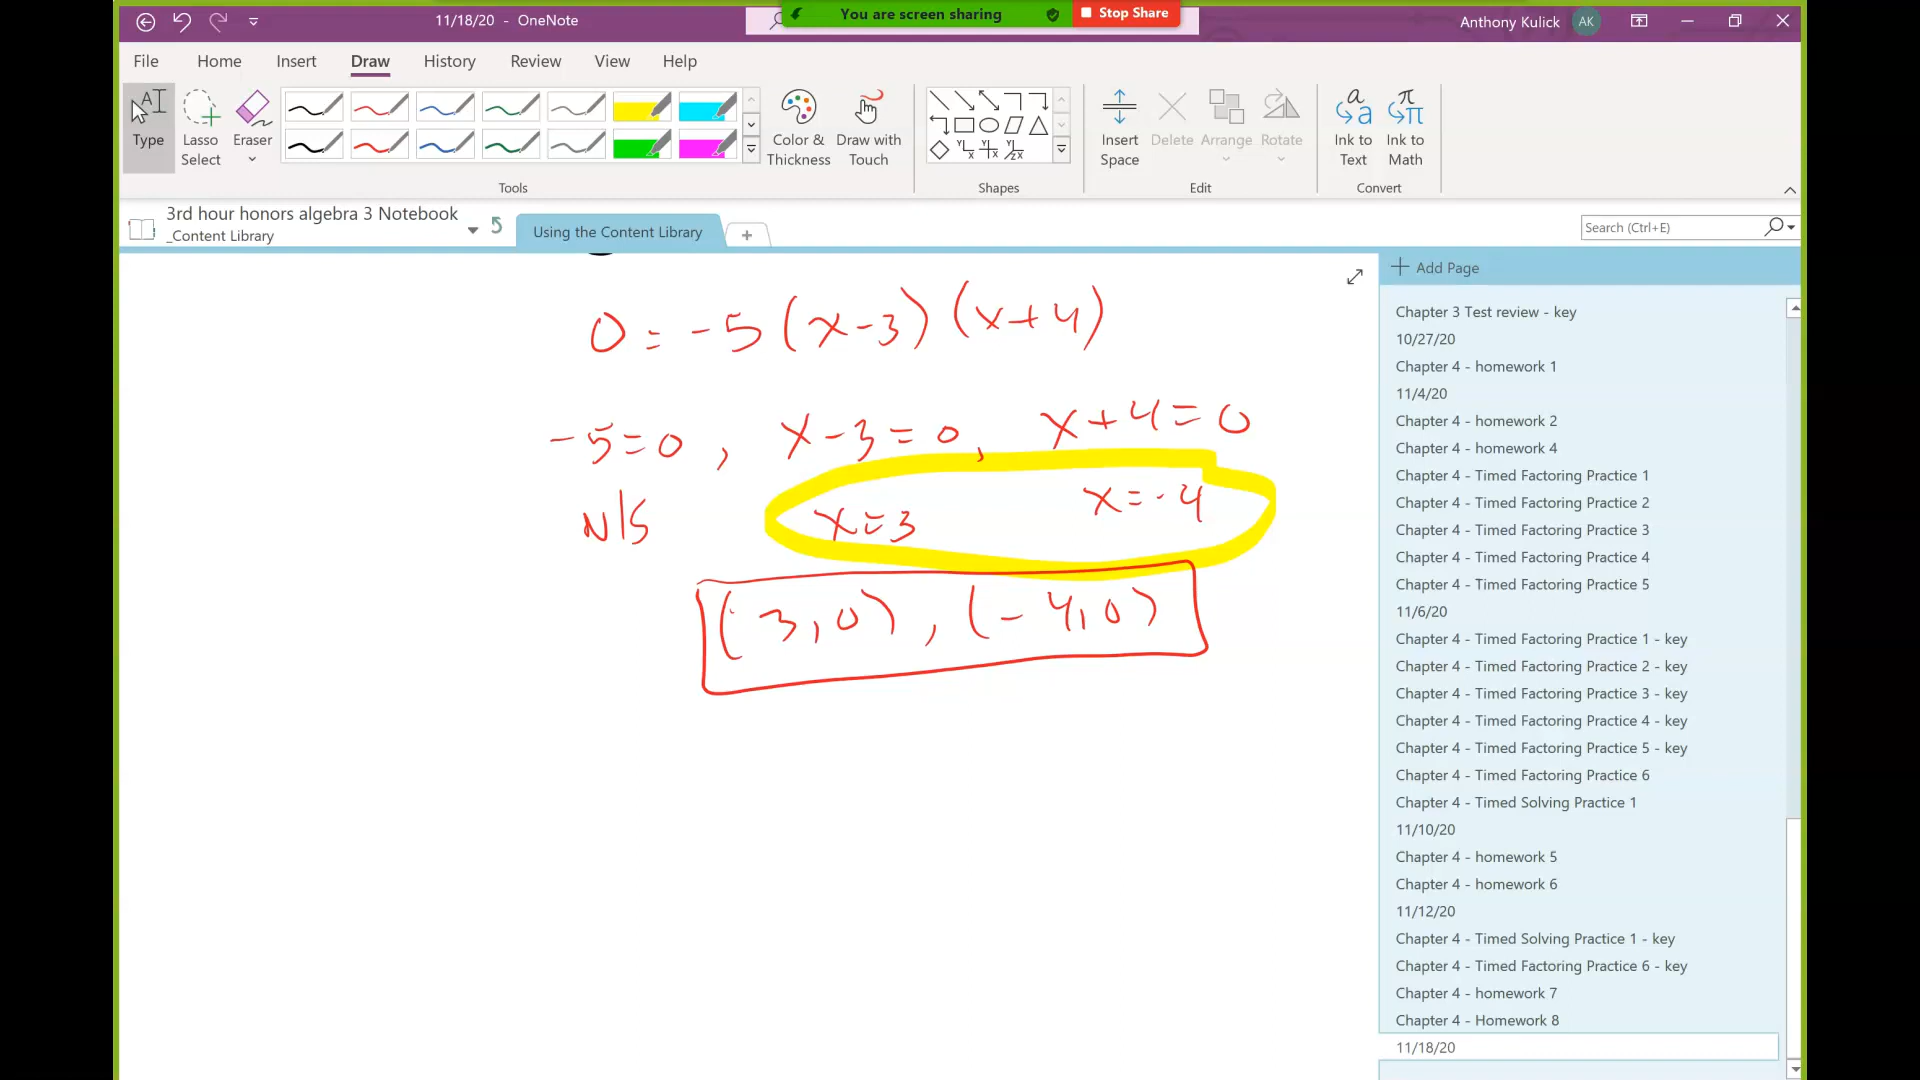 11/18/20 - OneNote
You are screen sharing
Stop Share
Anthony Kulick
AK
File Home Insert Draw History Review View Help
Type
Lasso Select
Eraser
Color & Thickness
Draw with Touch
Insert Space
Delete
Arrange
Rotate
Ink to Text
Ink to Math
Tools
Shapes
Edit
Convert
3rd hour honors algebra 3 Notebook
_Content Library
Using the Content Library
Search (Ctrl+E)
0 = -5(x-3)(x+4)
-5=0, x-3=0, x+4=0
N/S x=3 x=-4
(3,0), (-4,0)
Add Page
Chapter 3 Test review - key
10/27/20
Chapter 4 - homework 1
11/4/20
Chapter 4 - homework 2
Chapter 4 - homework 4
Chapter 4 - Timed Factoring Practice 1
Chapter 4 - Timed Factoring Practice 2
Chapter 4 - Timed Factoring Practice 3
Chapter 4 - Timed Factoring Practice 4
Chapter 4 - Timed Factoring Practice 5
11/6/20
Chapter 4 - Timed Factoring Practice 1 - key
Chapter 4 - Timed Factoring Practice 2 - key
Chapter 4 - Timed Factoring Practice 3 - key
Chapter 4 - Timed Factoring Practice 4 - key
Chapter 4 - Timed Factoring Practice 5 - key
Chapter 4 - Timed Factoring Practice 6
Chapter 4 - Timed Solving Practice 1
11/10/20
Chapter 4 - homework 5
Chapter 4 - homework 6
11/12/20
Chapter 4 - Timed Solving Practice 1 - key
Chapter 4 - Timed Factoring Practice 6 - key
Chapter 4 - homework 7
Chapter 4 - Homework 8
11/18/20